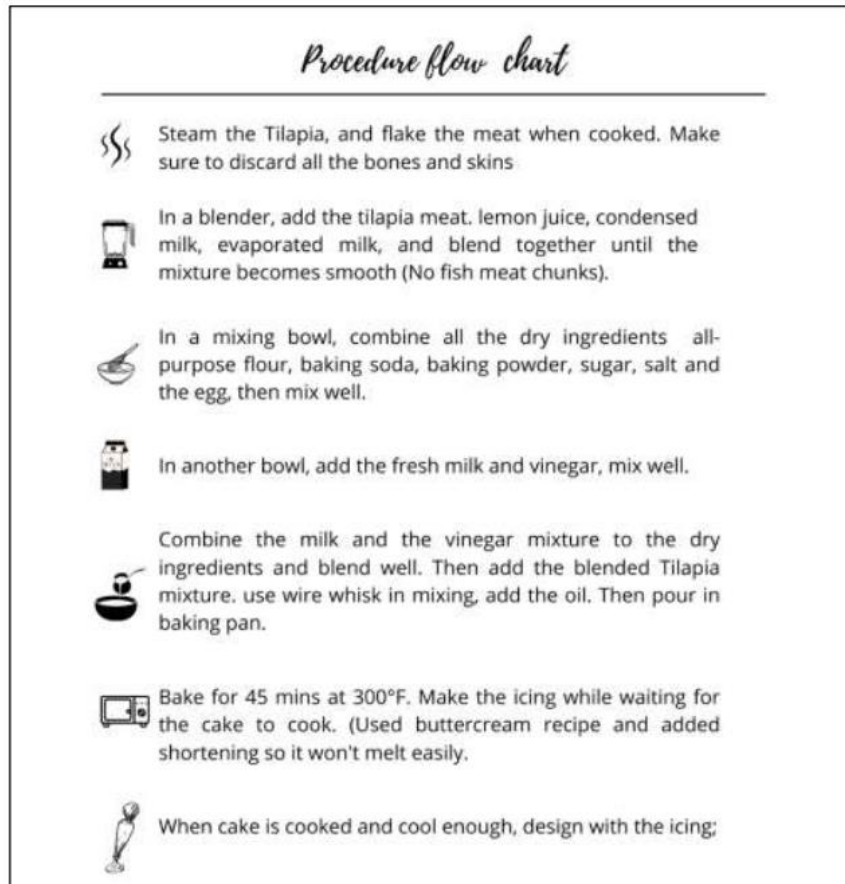 Procedure flow chart
Steam the Tilapia, and flake the meat when cooked. Make
sure to discard all the bones and skins
In a blender, add the tilapia meat. lemon juice, condensed
milk, evaporated milk, and blend together until the
mixture becomes smooth (No fish meat chunks).
In a mixing bowl, combine all the dry ingredients all-
purpose flour, baking soda, baking powder, sugar, salt and
the egg, then mix well.
In another bowl, add the fresh milk and vinegar, mix well.
Combine the milk and the vinegar mixture to the dry
ingredients and blend well. Then add the blended Tilapia
mixture. use wire whisk in mixing, add the oil. Then pour in
baking pan.
Bake for 45 mins at 300°F. Make the icing while waiting for
the cake to cook. (Used buttercream recipe and added
shortening so it won't melt easily.
When cake is cooked and cool enough, design with the icing;